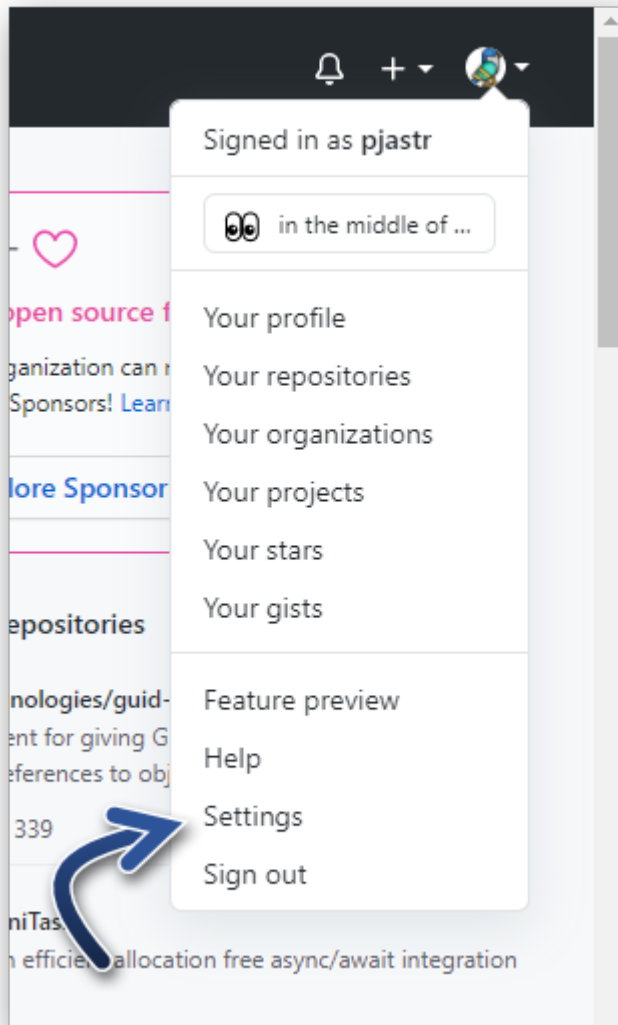 Signed in as pjastr
in the middle of ...
Your profile
Your repositories
Your organizations
Your projects
Your stars
Your gists
Feature preview
Help
Settings
Sign out
open source f
ganization can r
Sponsors! Learn
lore Sponsor
epositories
nologies/guid-
ent for giving G
eferences to obj
339
niTas
efficien allocation free async/await integration